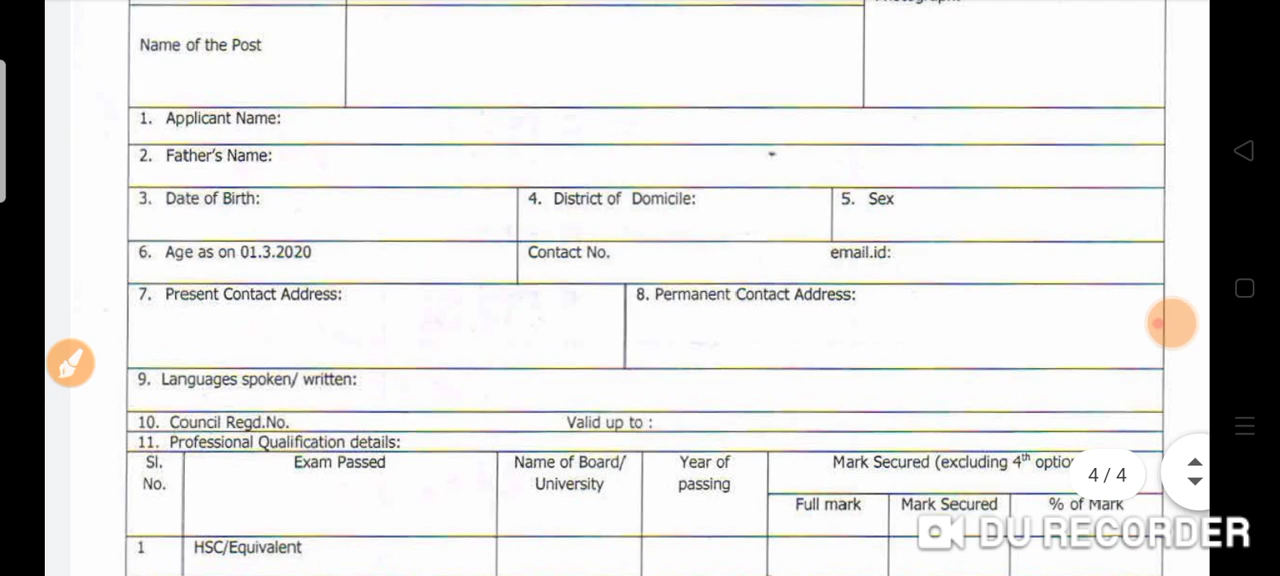 Name of the Post
1. Applicant Name:
2. Father's Name:
3. Date of Birth:
4. District of Domicile:
5. Sex
6. Age as on 01.3.2020
Contact No.
email.id:
7. Present Contact Address:
8. Permanent Contact Address:
9. Languages spoken/ written:
10. Council Regd.No.
Valid up to :
11. Professional Qualification details:
Sl. No.
Exam Passed
Name of Board/
University
Year of
passing
Mark Secured (excluding 4th
Full mark
Mark Secured
% of Mark
1
HSC/Equivalent
4 / 4
DU RECORDER